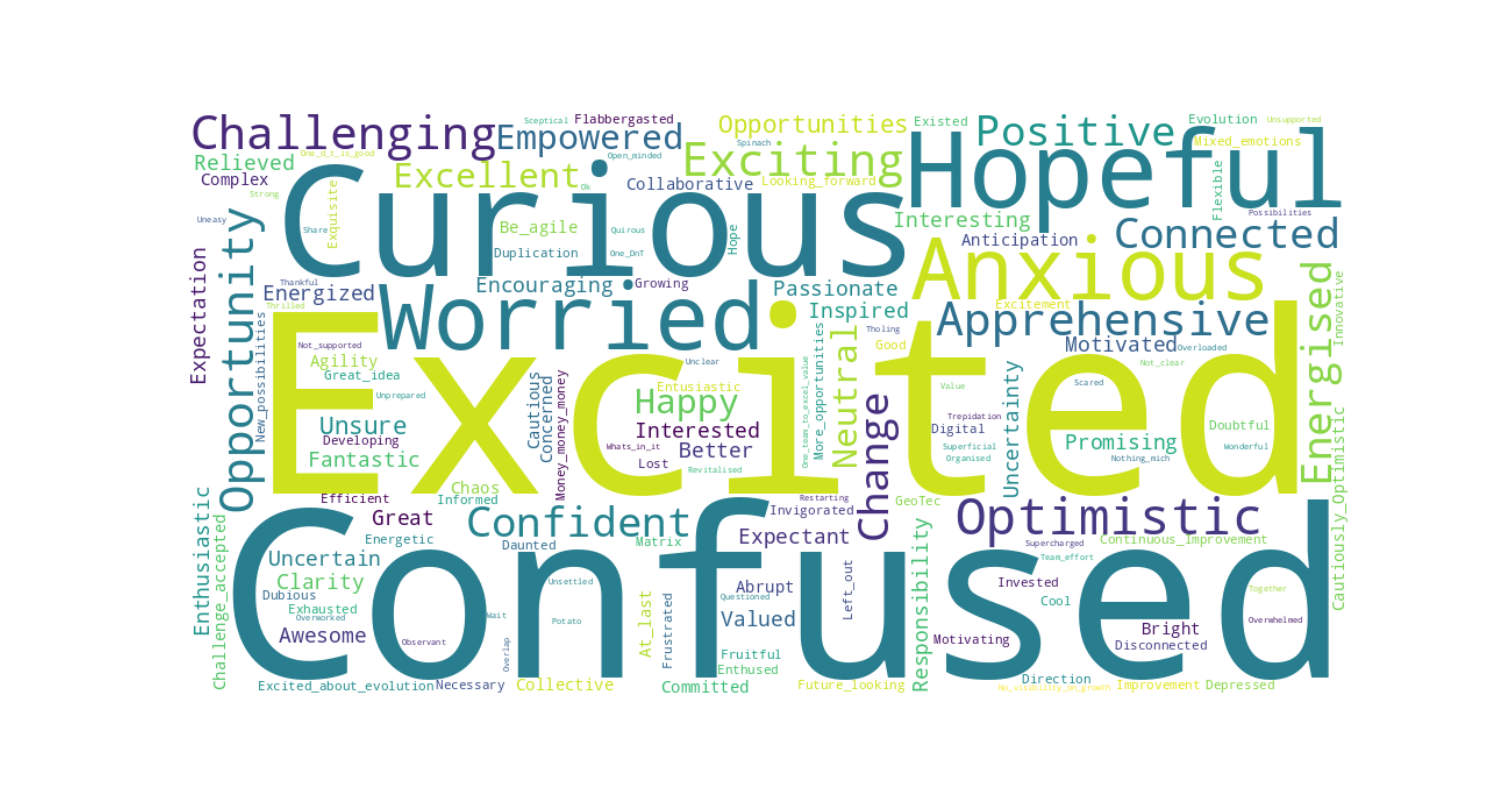 Sceptical
Flabbergasted
Challenging
Empowered
Opportunities
Existed
Positive
Evolution
Unsupported
Relieved
One_d_t_is_good
Open_minded
Spinach
Exciting
Hopeful
Mixed_emotions
Complex
Excellent
Ok
Collaborative
Looking_forward
Flexible
Strong
Exquisite
Curious
Uneasy
Share
Be_agile
Quirous
Hope
Interesting
Possibilities
Connected
Opportunity
Duplication
One_DnT
Anticipation
Anxious
Expectation
Thankful
Energized
Encouraging
Growing
Passionate
Excitement
Energised
Innovative
Thrilled
Worried
Inspired
Apprehensive
New_possibilities
Not_supported
Agility
Great_idea
Unclear
Tholing
Good
Neutral
Motivated
Overloaded
Not_clear
Excited
Unprepared
Entusiastic
One_team_to_excel_value
More_opportunities
Value
Scared
Cautious
Concerned
Money_money_money
Happy
Change
Uncertainty
Unsure
Developing
Interested
Trepidation
Digital
Promising
Doubtful
Fantastic
Whats_in_it
Better
Superficial
Organised
Nothing_mich
Wonderful
Lost
Revitalised
Chaos
Cautiously_Optimistic
Enthusiastic
Challenge_accepted
Efficient
Informed
Restarting
GeoTec
Great
Confident
Invigorated
Optimistic
Energetic
Daunted
Matrix
Expectant
Supercharged
Continuous_Improvement
Uncertain
Team_effort
Clarity
Unsettled
Abrupt
Left_out
Responsibility
Invested
Together
Dubious
Exhausted
Questioned
Cool
Overworked
Wait
Potato
At_last
Frustrated
Valued
Overwhelmed
Awesome
Observant
Overlap
Confused
Motivating
Bright
Disconnected
Fruitful
Enthused
Excited_about_evolution
Necessary
Collective
Committed
Future_looking
Direction
No_visibility_on_growth
Improvement
Depressed